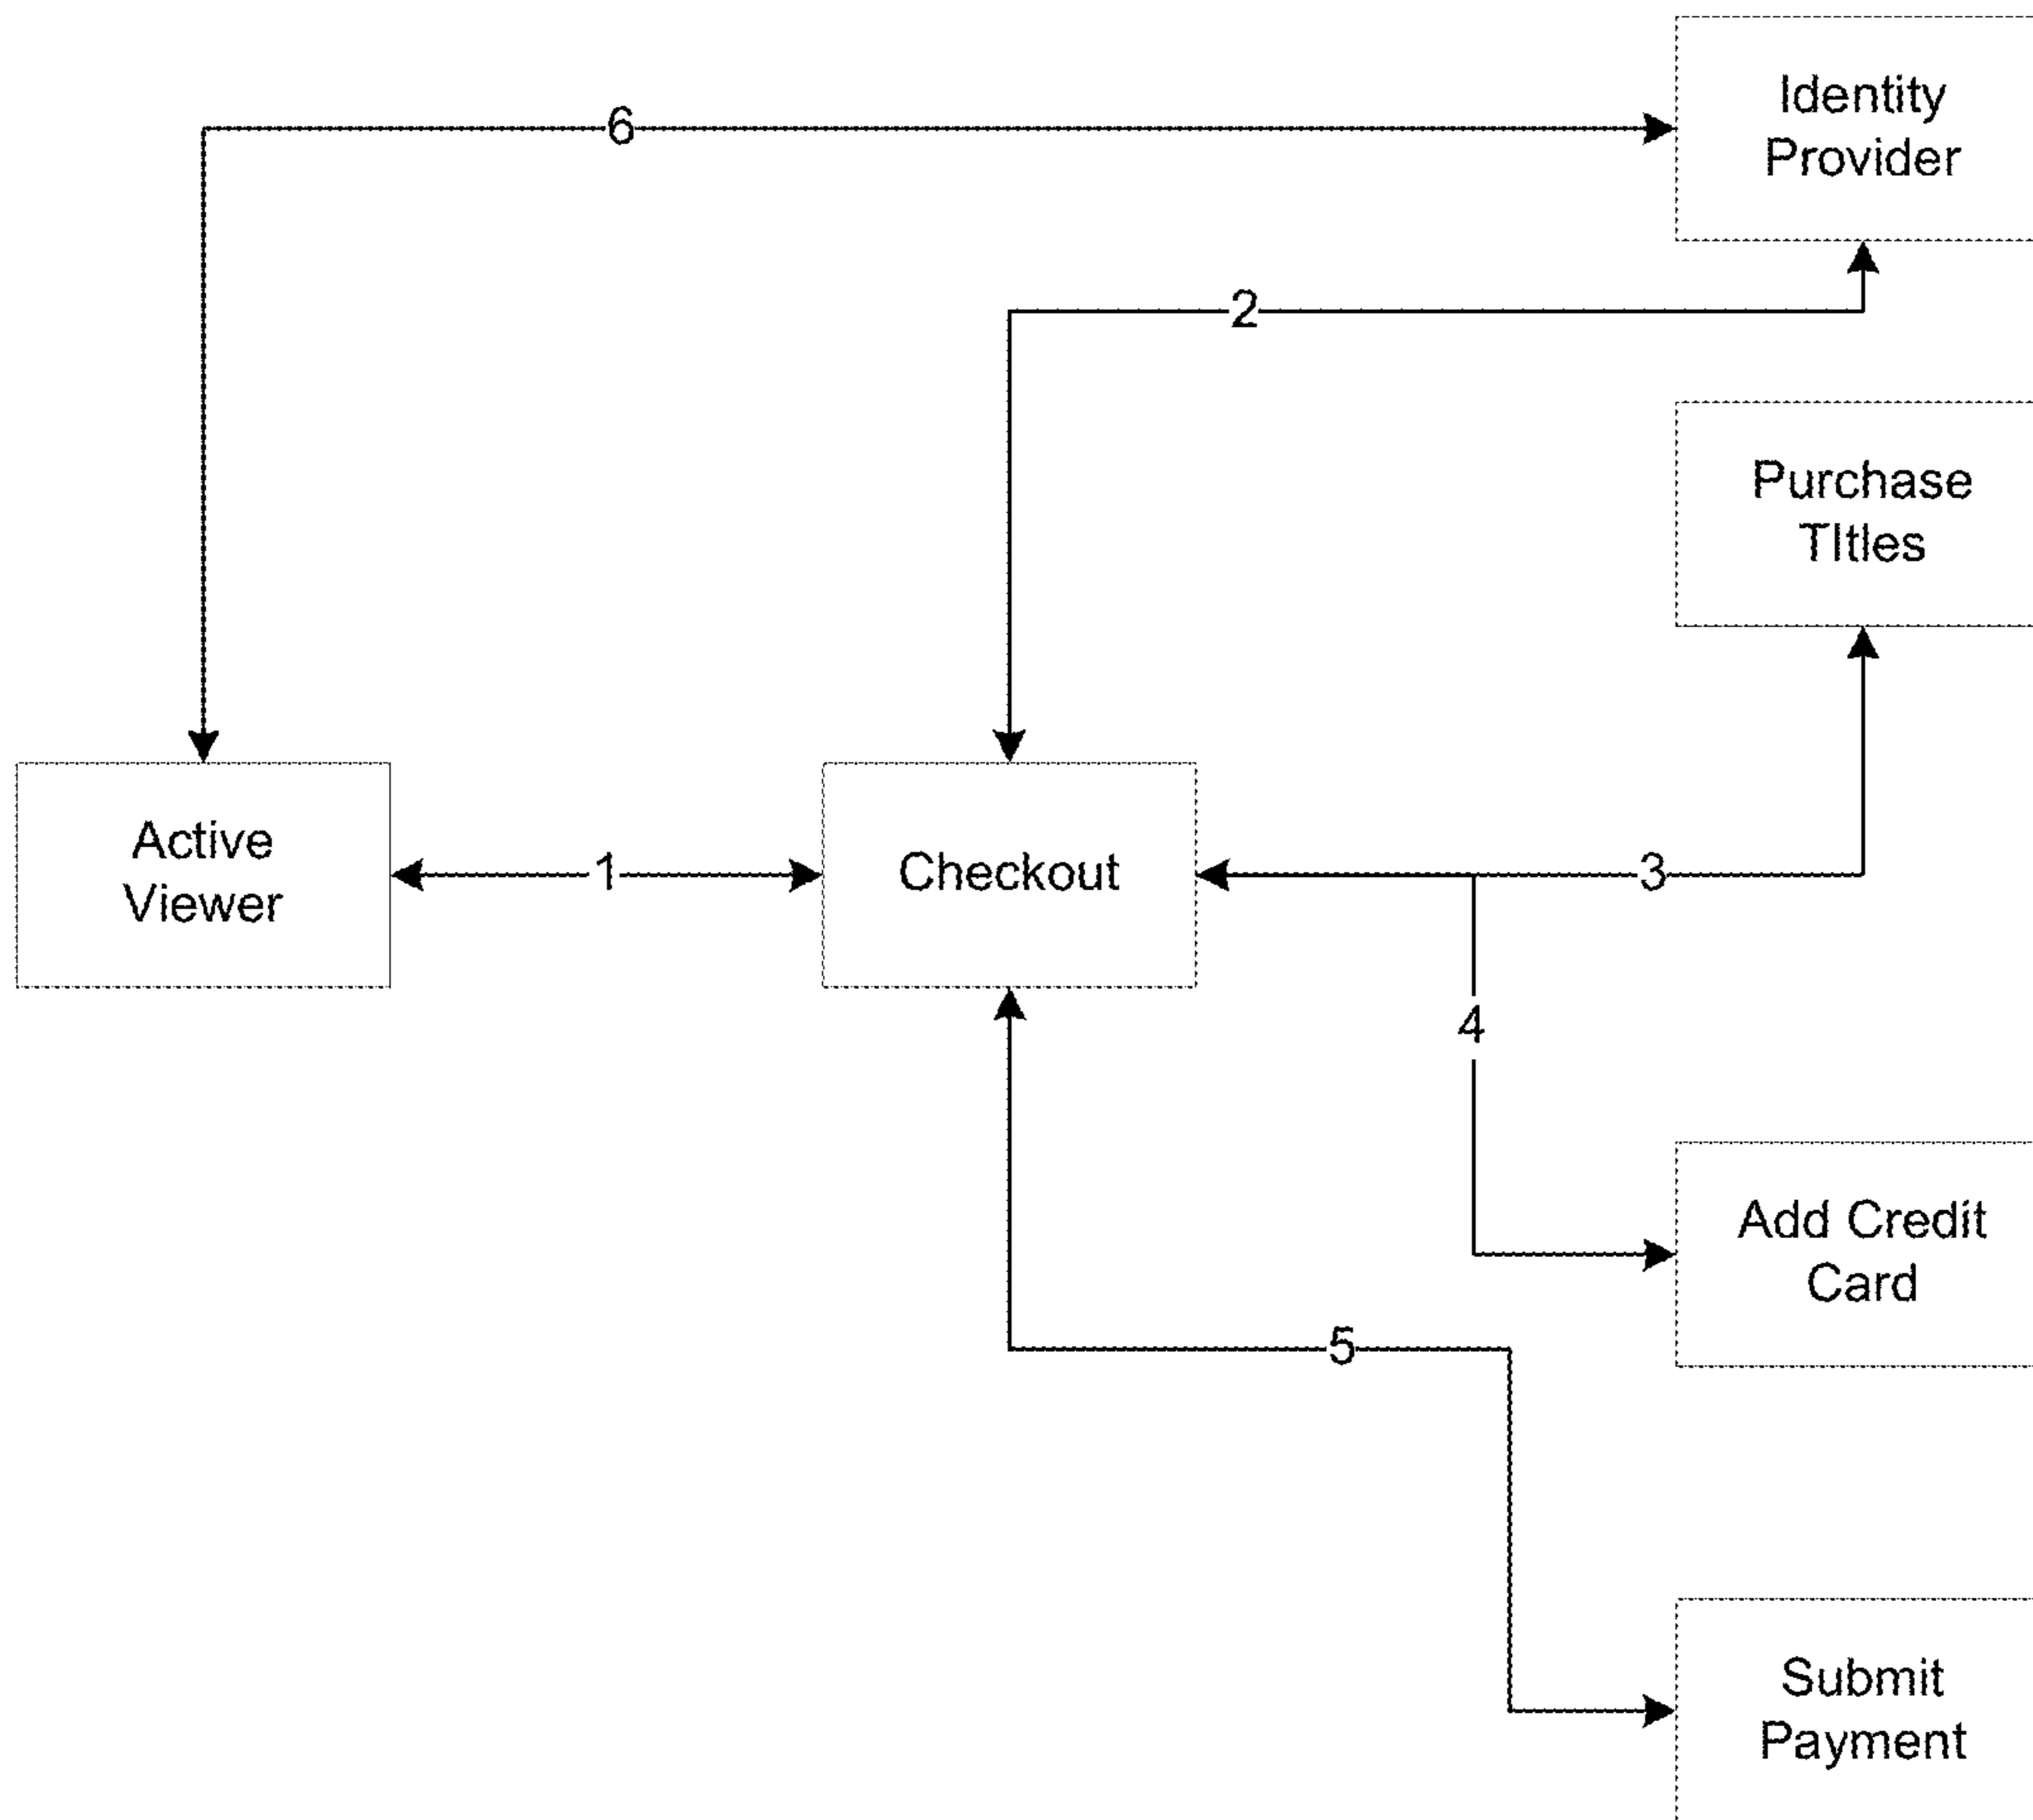 Identity
Provider
6
2
Purchase
TItles
Active
Viewer
1
Checkout
3
4
Add Credit
Card
5
Submit
Payment